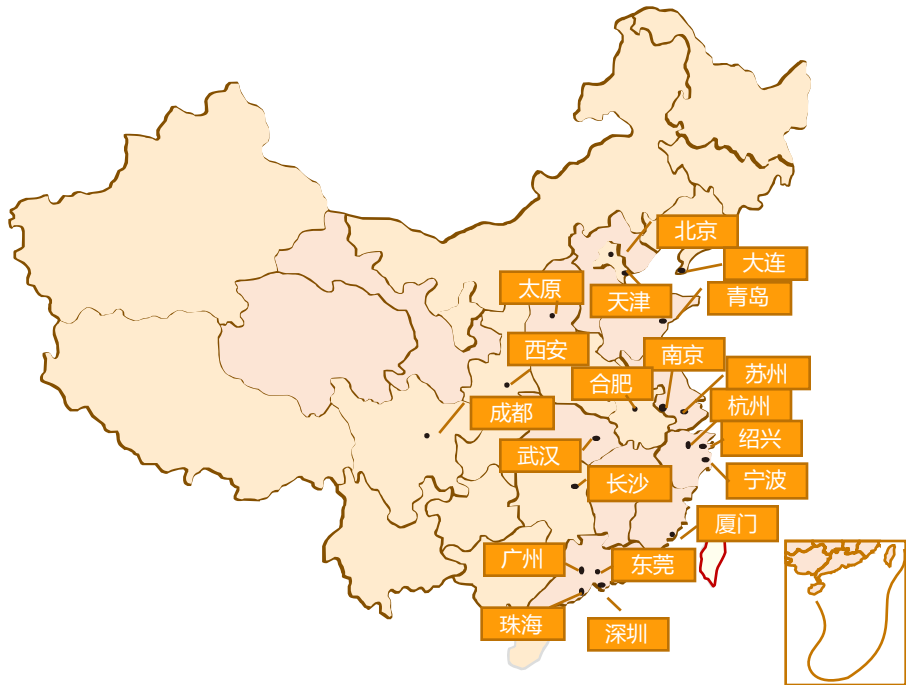 北京
大连
太原
天津
青岛
西安
南京
合肥
苏州
成都
杭州
绍兴
武汉
长沙
宁波
厦门
广州
东莞
珠海
深圳